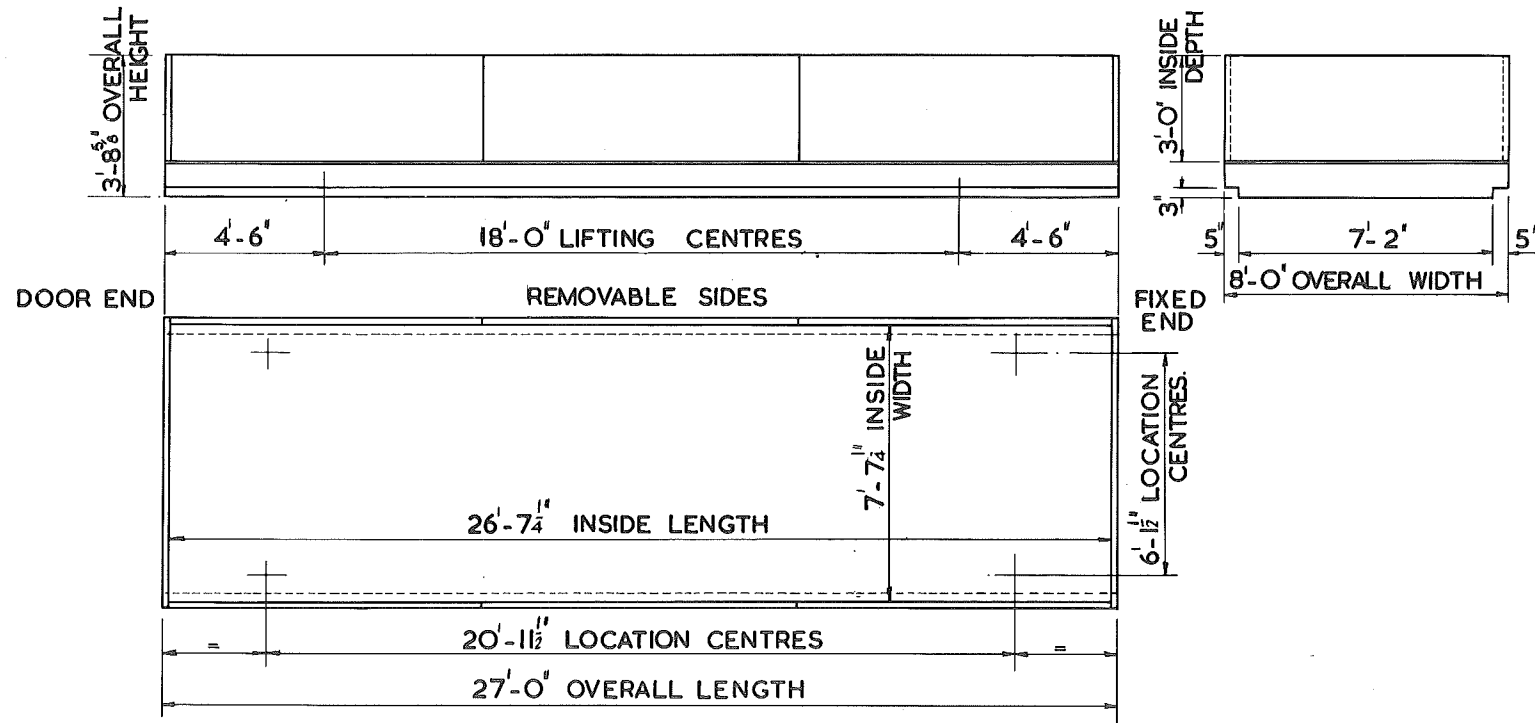 3'-8⅝" OVERALL
HEIGHT
3'-0" INSIDE
DEPTH
3"
4'-6"
18'-0" LIFTING CENTRES
4'-6"
5"
7'-2"
5"
8'-0" OVERALL WIDTH
DOOR END
REMOVABLE SIDES
FIXED
END
7'-7¼" INSIDE
WIDTH
6'-1½" LOCATION
CENTRES.
26'-7¼" INSIDE LENGTH
=
20'-11½" LOCATION CENTRES
=
27'-0" OVERALL LENGTH